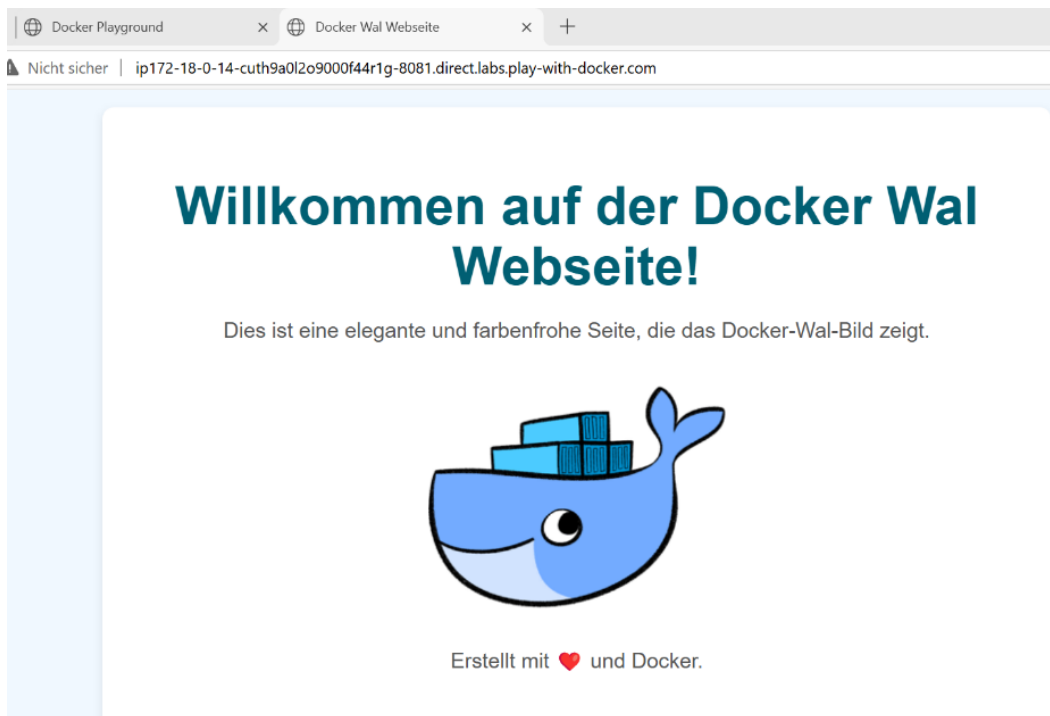 Docker Playground
Docker Wal Webseite
Nicht sicher | ip172-18-0-14-cuth9a0l2o9000f44r1g-8081.direct.labs.play-with-docker.com
Willkommen auf der Docker Wal
Webseite!
Dies ist eine elegante und farbenfrohe Seite, die das Docker-Wal-Bild zeigt.
Erstellt mit ❤️ und Docker.